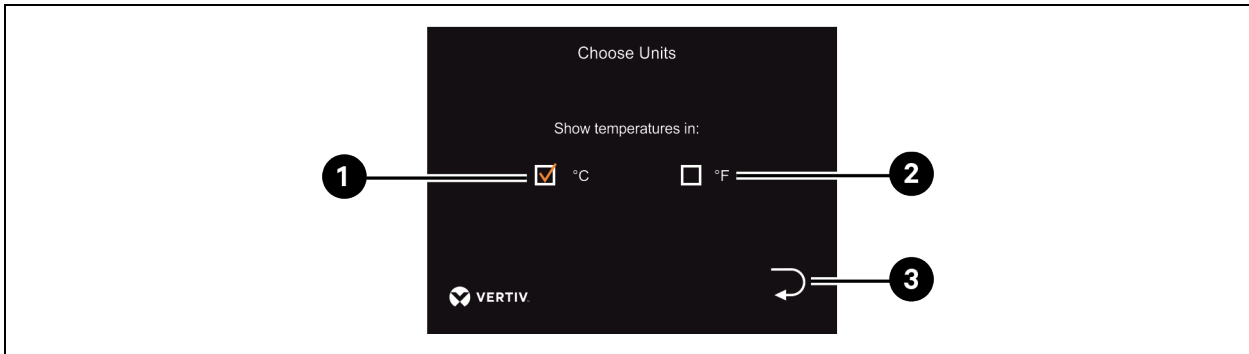 Choose Units
Show temperatures in:
1 °C °F 2
3
VERTIV.